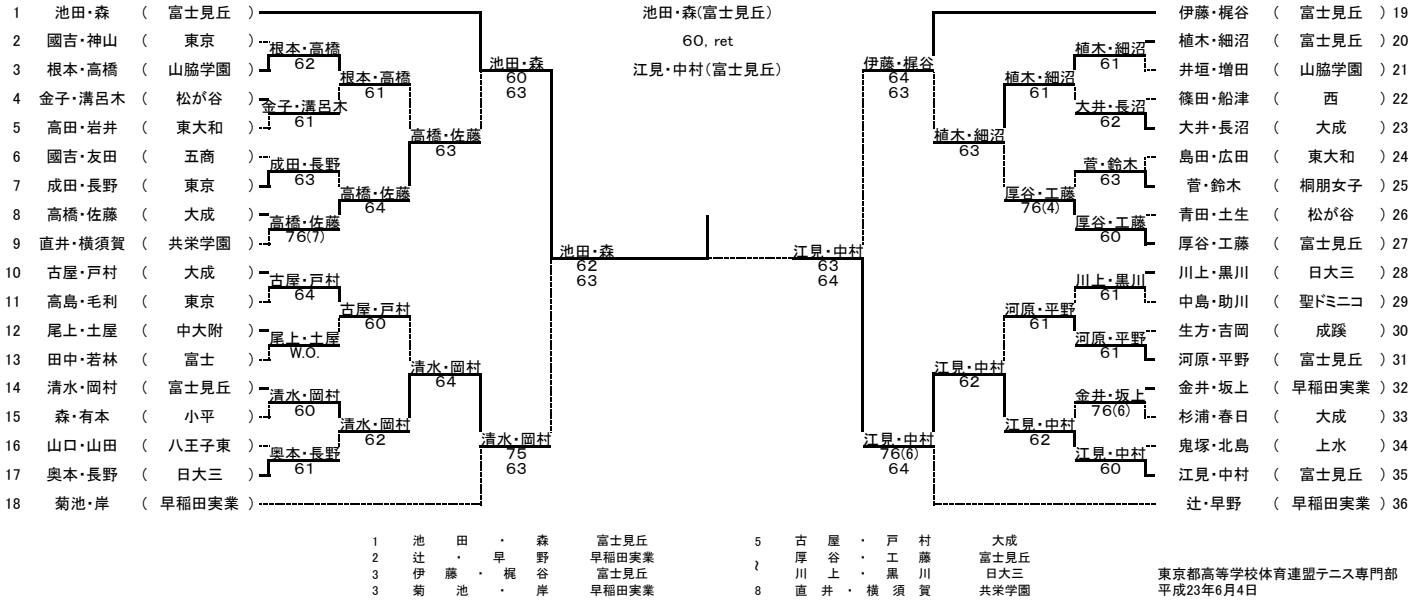 池田・森(富士見丘)
60, ret
江見・中村(富士見丘)
1 池田・森 ( 富士見丘 )
2 國吉・神山 ( 東京 )
3 根本・高橋 ( 山脇学園 )
4 金子・溝呂木 ( 松が谷 )
5 高田・岩井 ( 東大和 )
6 國吉・友田 ( 五商 )
7 成田・長野 ( 東京 )
8 高橋・佐藤 ( 大成 )
9 直井・横須賀 ( 共栄学園 )
10 古屋・戸村 ( 大成 )
11 高島・毛利 ( 東京 )
12 尾上・土屋 ( 中大附 )
13 田中・若林 ( 富士 )
14 清水・岡村 ( 富士見丘 )
15 森・有本 ( 小平 )
16 山口・山田 ( 八王子東 )
17 奥本・長野 ( 日大三 )
18 菊池・岸 ( 早稲田実業 )
根本・高橋
62
金子・溝呂木
61
成田・長野
63
高橋・佐藤
76(7)
古屋・戸村
64
尾上・土屋
W.O.
清水・岡村
60
奥本・長野
61
根本・高橋
61
高橋・佐藤
64
古屋・戸村
60
清水・岡村
62
高橋・佐藤
63
清水・岡村
64
池田・森
60
63
清水・岡村
75
63
池田・森
62
63
江見・中村
63
64
伊藤・梶谷
64
63
江見・中村
76(6)
64
植木・細沼
63
江見・中村
62
植木・細沼
61
厚谷・工藤
76(4)
河原・平野
61
江見・中村
62
植木・細沼
61
大井・長沼
62
菅・鈴木
63
厚谷・工藤
60
川上・黒川
61
河原・平野
61
金井・坂上
76(6)
江見・中村
60
伊藤・梶谷 ( 富士見丘 ) 19
植木・細沼 ( 富士見丘 ) 20
井垣・増田 ( 山脇学園 ) 21
篠田・船津 ( 西 ) 22
大井・長沼 ( 大成 ) 23
島田・広田 ( 東大和 ) 24
菅・鈴木 ( 桐朋女子 ) 25
青田・土生 ( 松が谷 ) 26
厚谷・工藤 ( 富士見丘 ) 27
川上・黒川 ( 日大三 ) 28
中島・助川 ( 聖ドミニコ ) 29
生方・吉岡 ( 成蹊 ) 30
河原・平野 ( 富士見丘 ) 31
金井・坂上 ( 早稲田実業 ) 32
杉浦・春日 ( 大成 ) 33
鬼塚・北島 ( 上水 ) 34
江見・中村 ( 富士見丘 ) 35
辻・早野 ( 早稲田実業 ) 36
1 池田・森 富士見丘
2 辻・早野 早稲田実業
3 伊藤・梶谷 富士見丘
3 菊池・岸 早稲田実業
5 古屋・戸村 大成
～ 厚谷・工藤 富士見丘
川上・黒川 日大三
8 直井・横須賀 共栄学園
東京都高等学校体育連盟テニス専門部
平成23年6月4日